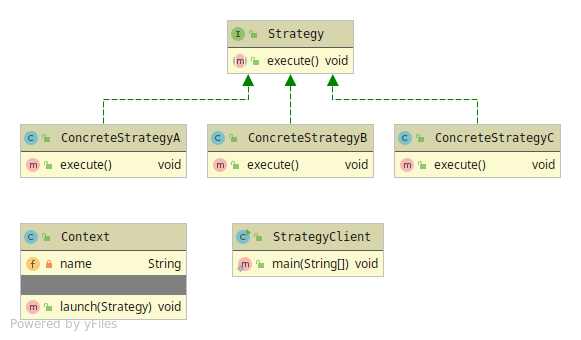 Strategy
execute() void
ConcreteStrategyA
execute() void
ConcreteStrategyB
execute() void
ConcreteStrategyC
execute() void
Context
name String
launch(Strategy) void
StrategyClient
main(String[]) void
Powered by yFiles